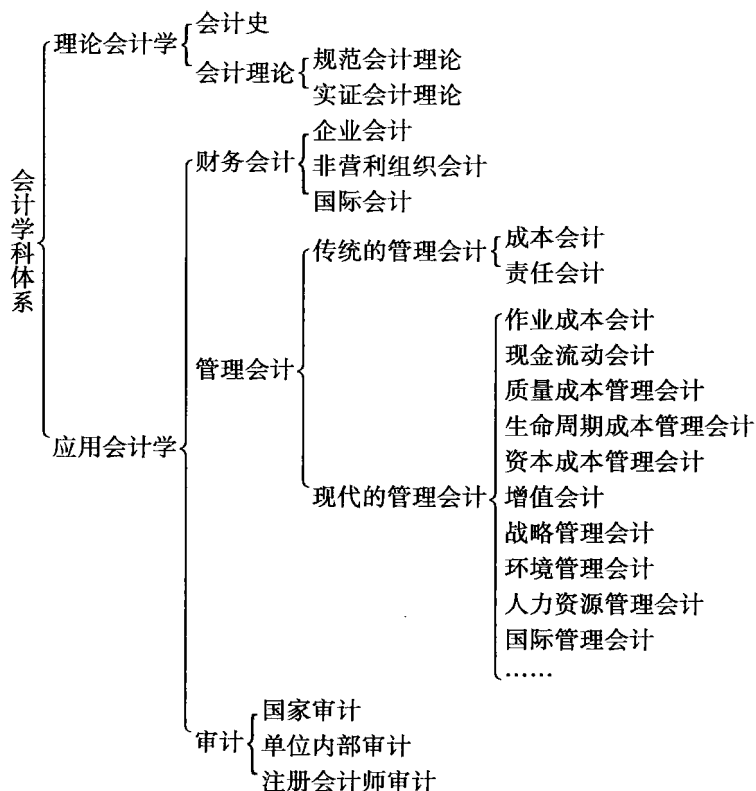 会计学科体系
理论会计学
会计史
会计理论
规范会计理论
实证会计理论
应用会计学
财务会计
企业会计
非营利组织会计
国际会计
管理会计
传统的管理会计
成本会计
责任会计
现代的管理会计
作业成本会计
现金流动会计
质量成本管理会计
生命周期成本管理会计
资本成本管理会计
增值会计
战略管理会计
环境管理会计
人力资源管理会计
国际管理会计
……
审计
国家审计
单位内部审计
注册会计师审计